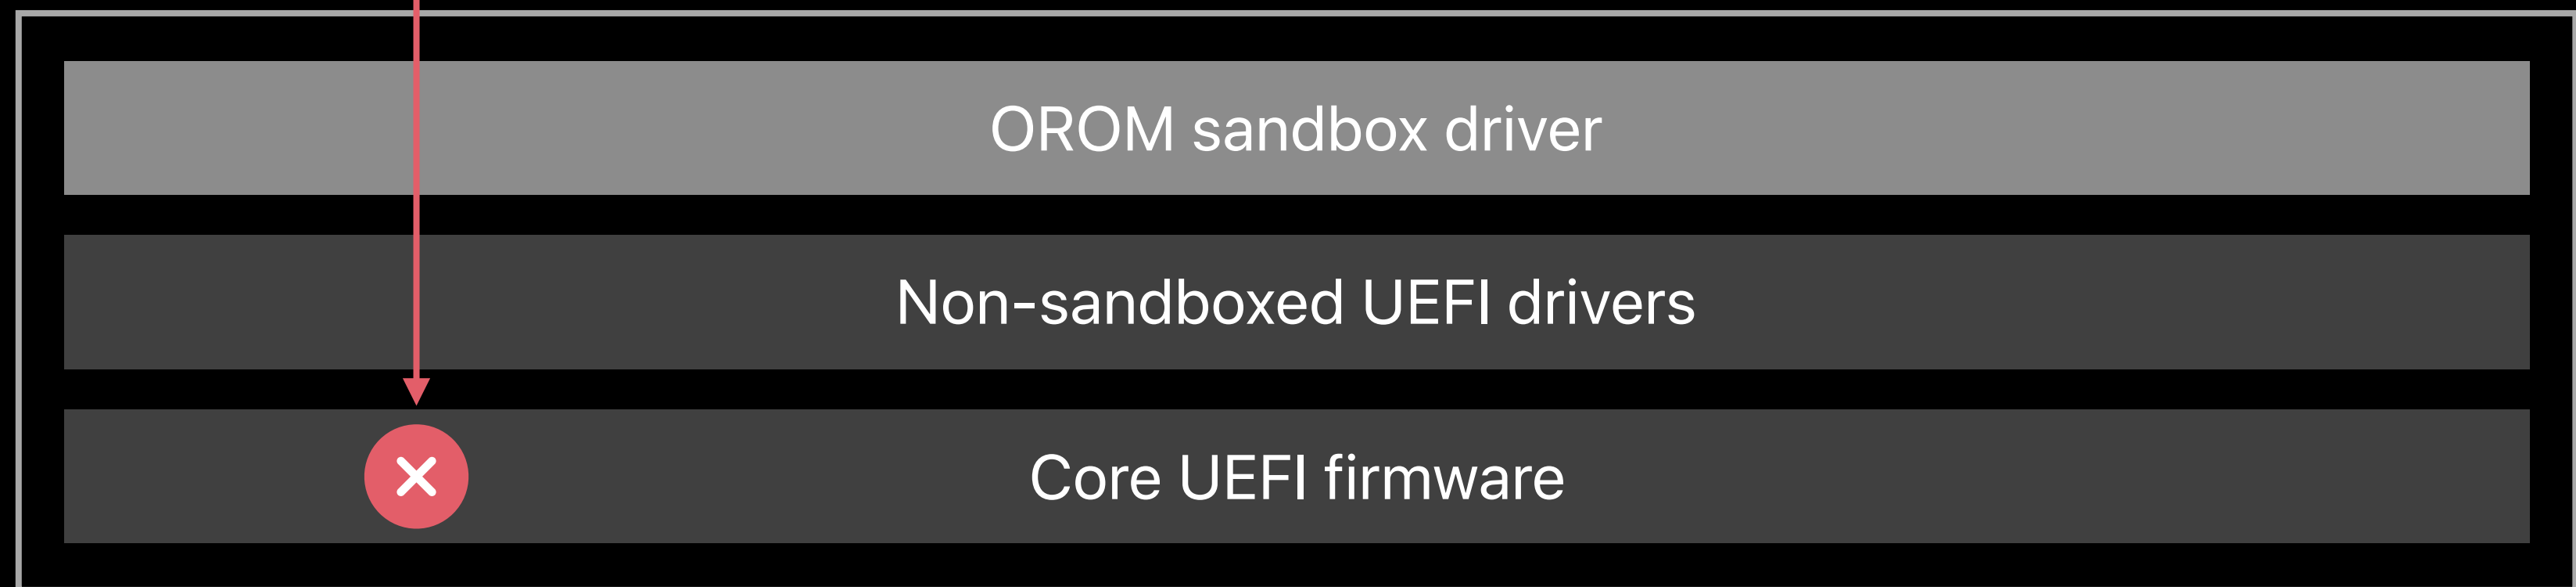 OROM sandbox driver
Non-sandboxed UEFI drivers
Core UEFI firmware